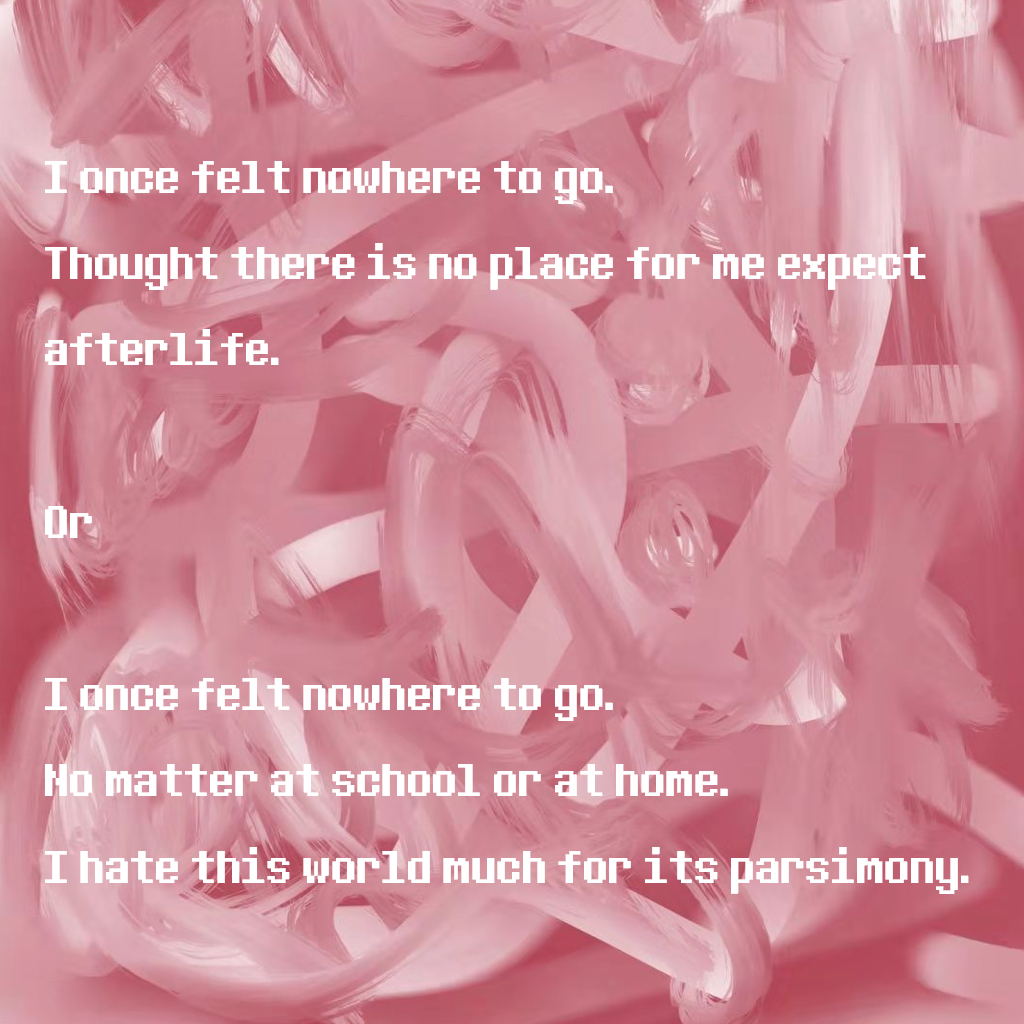 I once felt nowhere to go.
Thought there is no place for me expect
afterlife.
Or
I once felt nowhere to go.
No matter at school or at home.
I hate this world much for its parsimony.